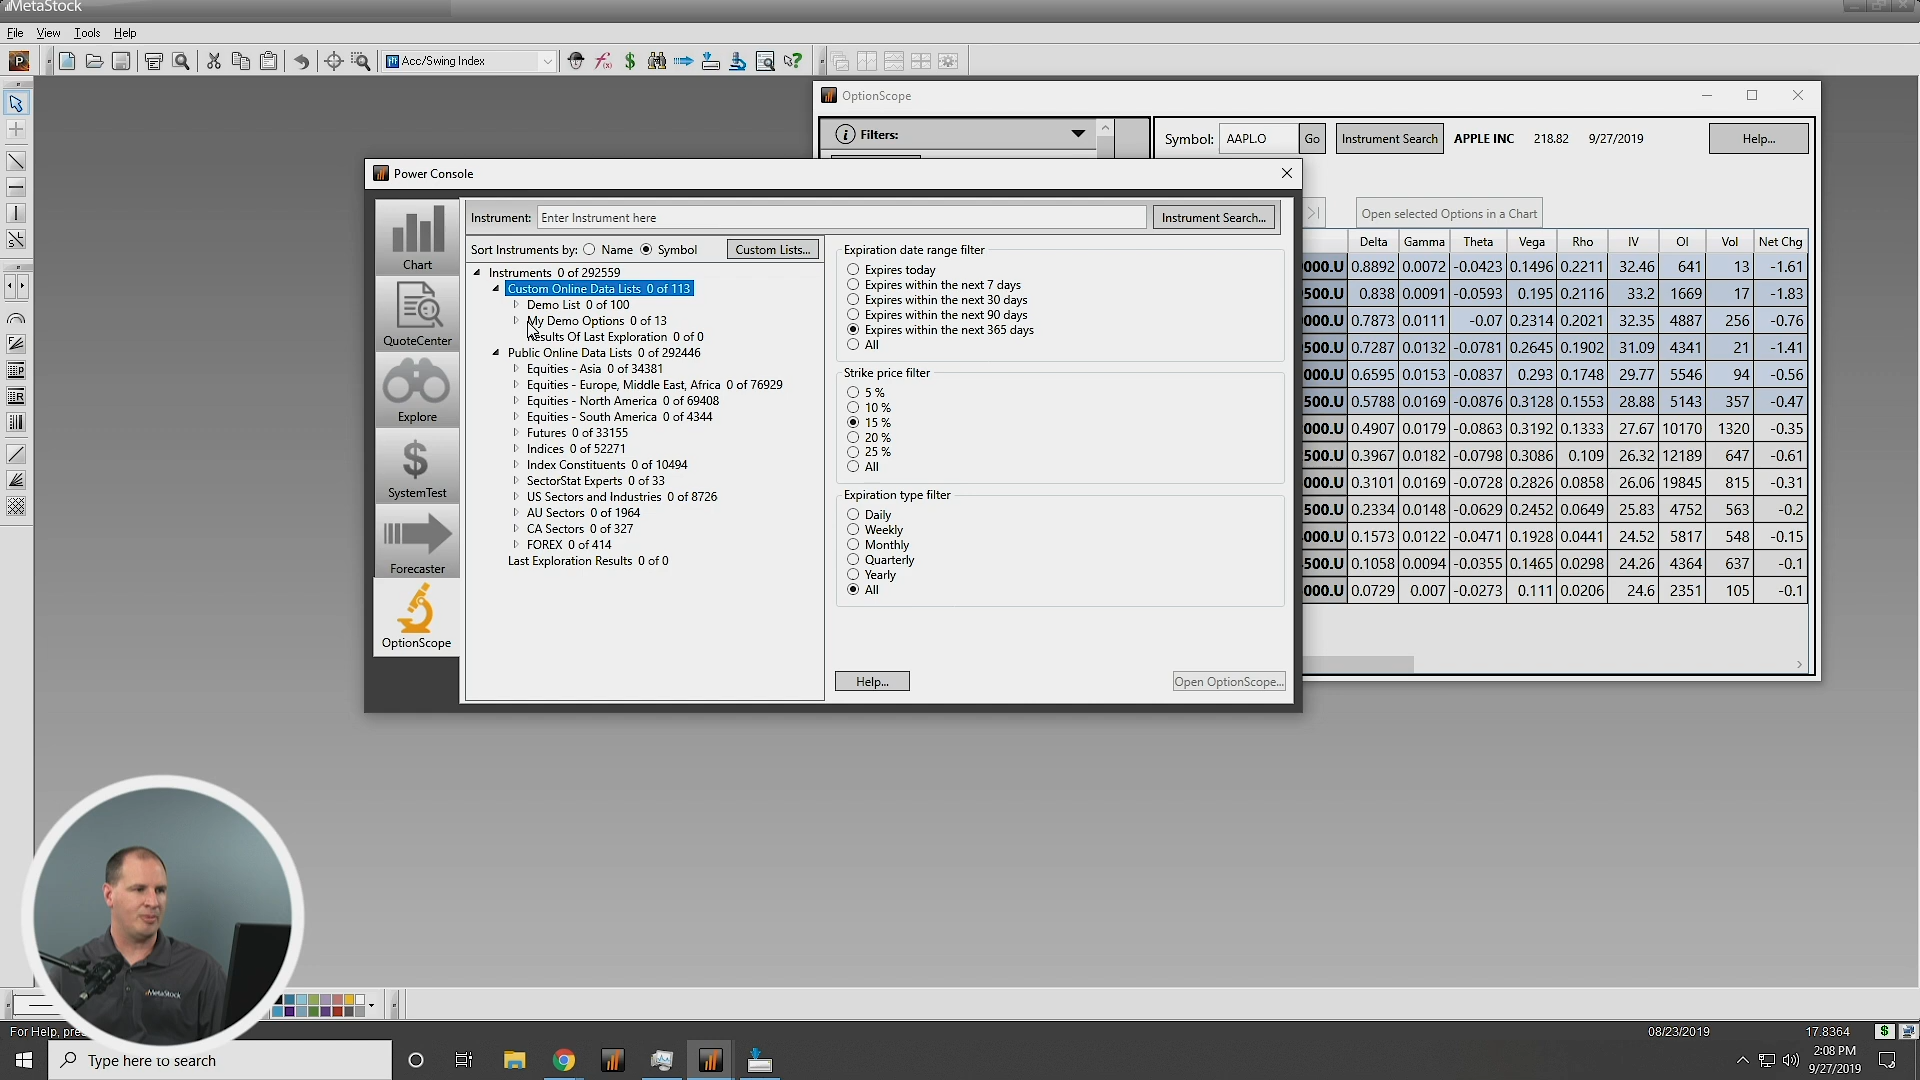 MetaStock
File View Tools Help
Acc/Swing Index
OptionScope
Filters:
Symbol: AAPL.O Go Instrument Search APPLE INC 218.82 9/27/2019 Help...
Open selected Options in a Chart
Delta Gamma Theta Vega Rho IV OI Vol Net Chg
000.U 0.8892 0.0072 -0.0423 0.1496 0.2211 32.46 641 13 -1.61
500.U 0.838 0.0091 -0.0593 0.195 0.2116 33.2 1669 17 -1.83
000.U 0.7873 0.0111 -0.07 0.2314 0.2021 32.35 4887 256 -0.76
500.U 0.7287 0.0132 -0.0781 0.2645 0.1902 31.09 4341 21 -1.41
000.U 0.6595 0.0153 -0.0837 0.293 0.1748 29.77 5546 94 -0.56
500.U 0.5788 0.0169 -0.0876 0.3128 0.1553 28.88 5143 357 -0.47
000.U 0.4907 0.0179 -0.0863 0.3192 0.1333 27.67 10170 1320 -0.35
500.U 0.3967 0.0182 -0.0798 0.3086 0.109 26.32 12189 647 -0.61
000.U 0.3101 0.0169 -0.0728 0.2826 0.0858 26.06 19845 815 -0.31
500.U 0.2334 0.0148 -0.0629 0.2452 0.0649 25.83 4752 563 -0.2
000.U 0.1573 0.0122 -0.0471 0.1928 0.0441 24.52 5817 548 -0.15
500.U 0.1058 0.0094 -0.0355 0.1465 0.0298 24.26 4364 637 -0.1
000.U 0.0729 0.007 -0.0273 0.111 0.0206 24.6 2351 105 -0.1
Power Console
Chart
QuoteCenter
Explore
SystemTest
Forecaster
OptionScope
Instrument: Enter Instrument here Instrument Search...
Sort Instruments by: Name Symbol Custom Lists...
Instruments 0 of 292559
Custom Online Data Lists 0 of 113
Demo List 0 of 100
My Demo Options 0 of 13
Results Of Last Exploration 0 of 0
Public Online Data Lists 0 of 292446
Equities - Asia 0 of 34381
Equities - Europe, Middle East, Africa 0 of 76929
Equities - North America 0 of 69408
Equities - South America 0 of 4344
Futures 0 of 33155
Indices 0 of 52271
Index Constituents 0 of 10494
SectorStat Experts 0 of 33
US Sectors and Industries 0 of 8726
AU Sectors 0 of 1964
CA Sectors 0 of 327
FOREX 0 of 414
Last Exploration Results 0 of 0
Expiration date range filter
Expires today
Expires within the next 7 days
Expires within the next 30 days
Expires within the next 90 days
Expires within the next 365 days
All
Strike price filter
5 %
10 %
15 %
20 %
25 %
All
Expiration type filter
Daily
Weekly
Monthly
Quarterly
Yearly
All
Help... Open OptionScope...
MetaStock
For Help, pre
08/23/2019 17.8364
Type here to search
2:08 PM
9/27/2019